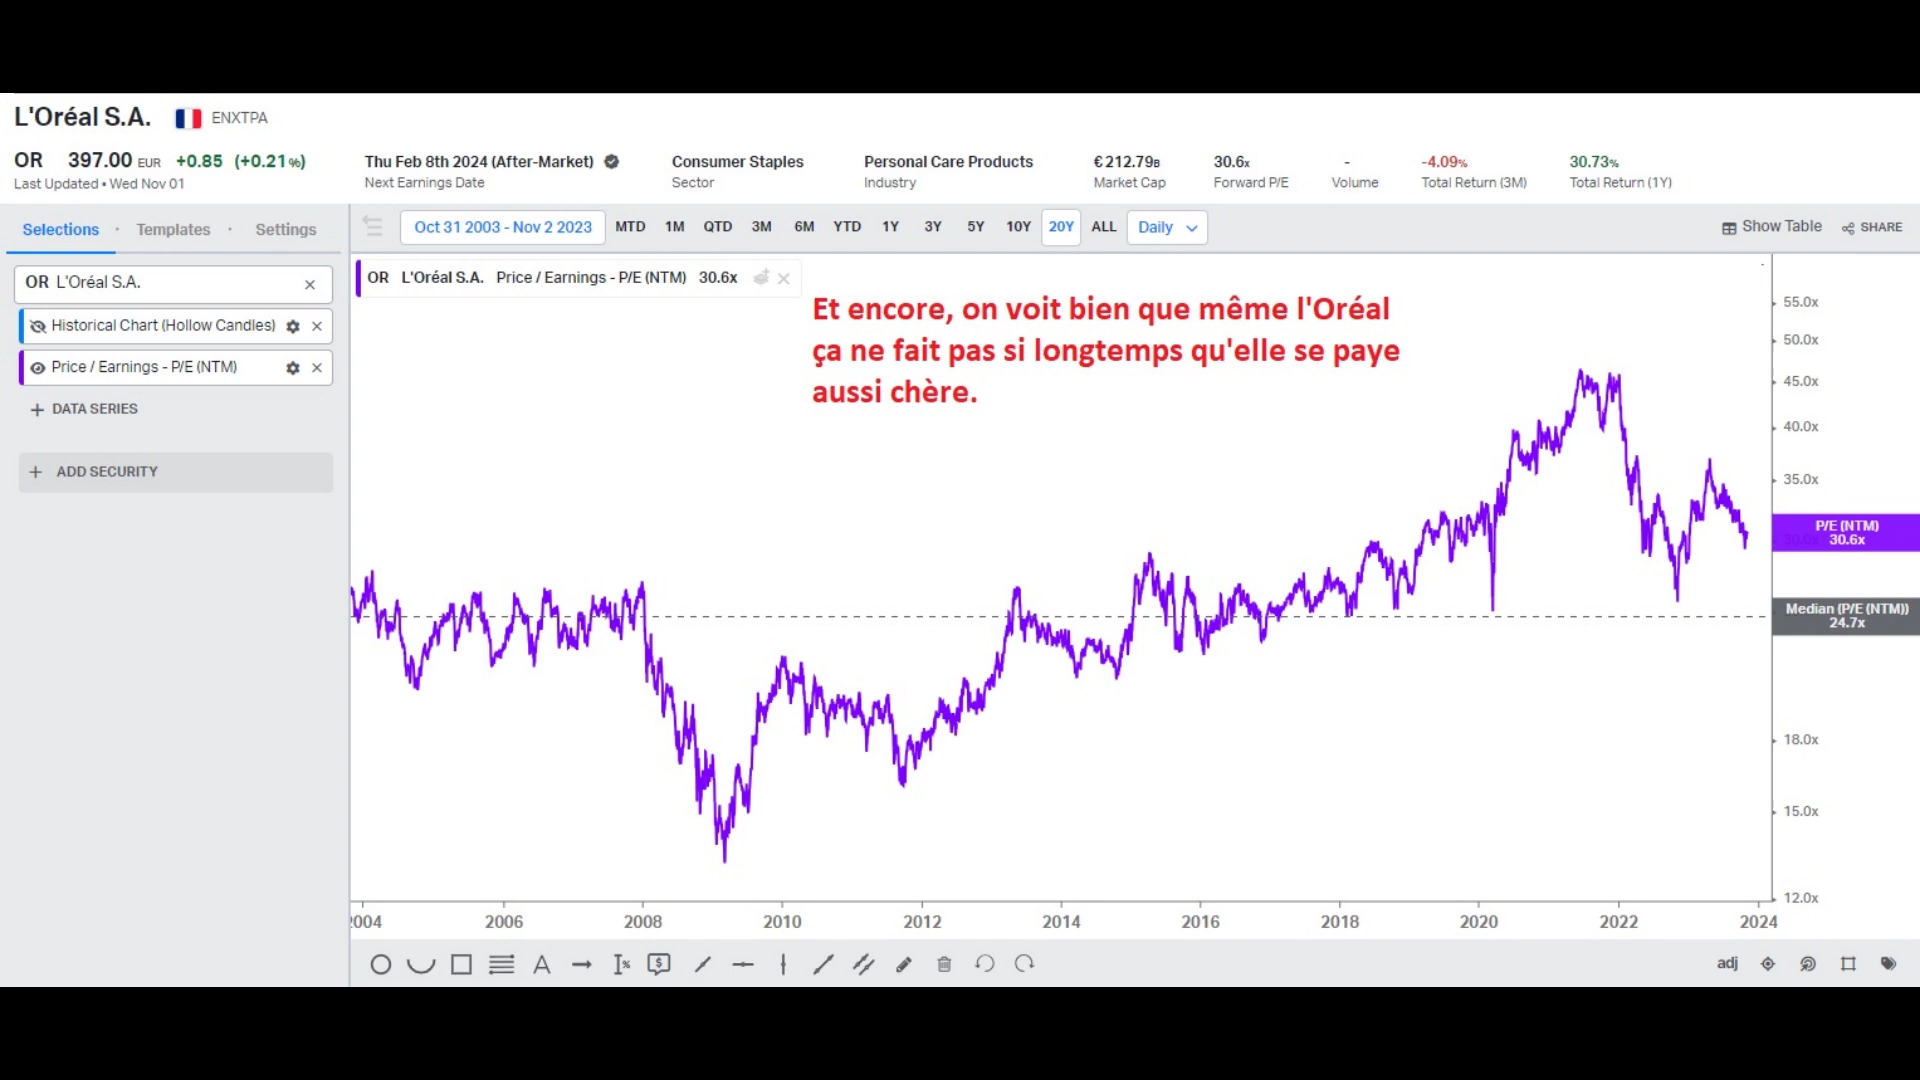 L'Oréal S.A. ENXTPA
OR 397.00 EUR +0.85 (+0.21%)
Last Updated • Wed Nov 01
Thu Feb 8th 2024 (After-Market)
Next Earnings Date
Consumer Staples
Sector
Personal Care Products
Industry
€212.79B
Market Cap
30.6x
Forward P/E
-
Volume
-4.09%
Total Return (3M)
30.73%
Total Return (1Y)
Selections · Templates · Settings
Oct 31 2003 - Nov 2 2023 MTD 1M QTD 3M 6M YTD 1Y 3Y 5Y 10Y 20Y ALL Daily
Show Table SHARE
OR L'Oréal S.A.
Historical Chart (Hollow Candles)
Price / Earnings - P/E (NTM)
+ DATA SERIES
+ ADD SECURITY
OR L'Oréal S.A. Price / Earnings - P/E (NTM) 30.6x
Et encore, on voit bien que même l'Oréal
ça ne fait pas si longtemps qu'elle se paye
aussi chère.
55.0x
50.0x
45.0x
40.0x
35.0x
P/E (NTM)
30.0x 30.6x
Median (P/E (NTM))
24.7x
18.0x
15.0x
12.0x
2004 2006 2008 2010 2012 2014 2016 2018 2020 2022 2024
A % $ adj